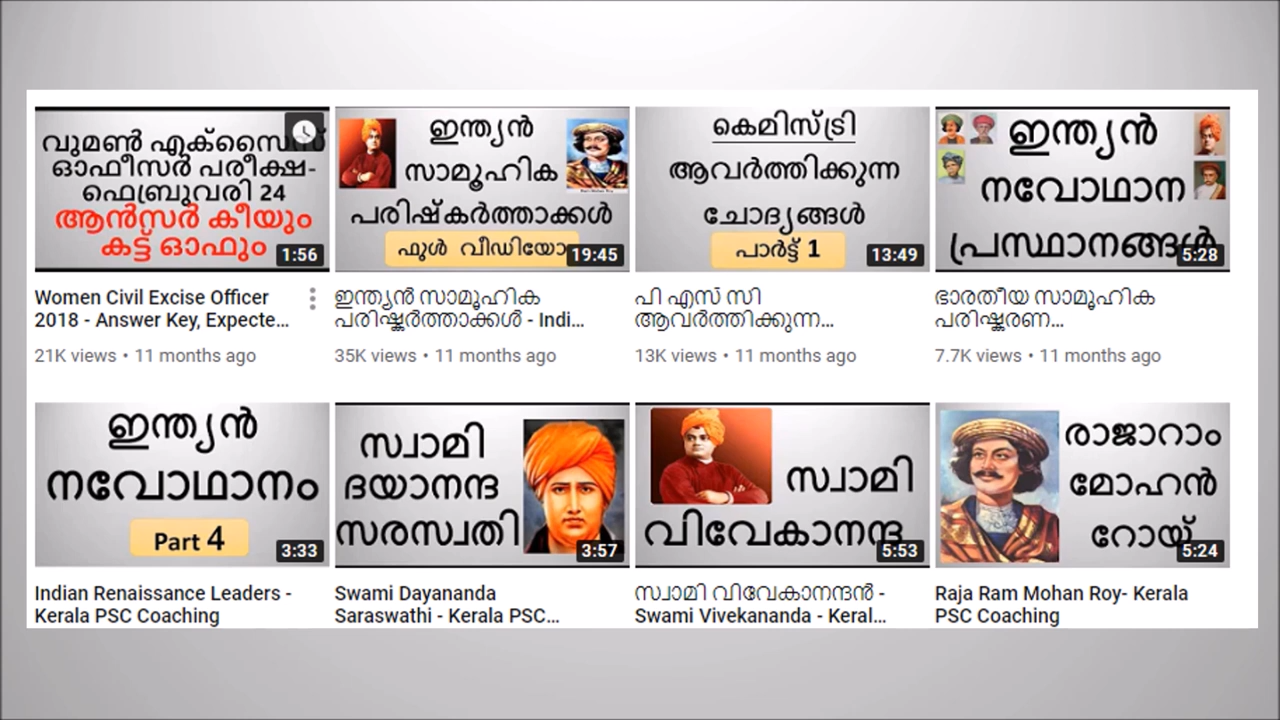 വുമൺ എക്സൈസ്
ഓഫീസർ പരീക്ഷ-
ഫെബ്രുവരി 24
ആൻസർ കീയും
കട്ട് ഓഫും
1:56
Women Civil Excise Officer
2018 - Answer Key, Expecte...
21K views • 11 months ago
ഇന്ത്യൻ
സാമൂഹിക
പരിഷ്കർത്താക്കൾ
ഫുൾ വീഡിയോ
19:45
ഇന്ത്യൻ സാമൂഹിക
പരിഷ്കർത്താക്കൾ - Indi...
35K views • 11 months ago
കെമിസ്ട്രി
ആവർത്തിക്കുന്ന
ചോദ്യങ്ങൾ
പാർട്ട് 1
13:49
പി എസ് സി
ആവർത്തിക്കുന്ന...
13K views • 11 months ago
ഇന്ത്യൻ
നവോഥാന
പ്രസ്ഥാനങ്ങൾ
5:28
ഭാരതീയ സാമൂഹിക
പരിഷ്കരണ...
7.7K views • 11 months ago
ഇന്ത്യൻ
നവോഥാനം
Part 4
3:33
Indian Renaissance Leaders -
Kerala PSC Coaching
സ്വാമി
ദയാനന്ദ
സരസ്വതി
3:57
Swami Dayananda
Saraswathi - Kerala PSC...
സ്വാമി
വിവേകാനന്ദ
5:53
സ്വാമി വിവേകാനന്ദൻ -
Swami Vivekananda - Keral...
രാജാറാം
മോഹൻ
റോയ്
5:24
Raja Ram Mohan Roy- Kerala
PSC Coaching